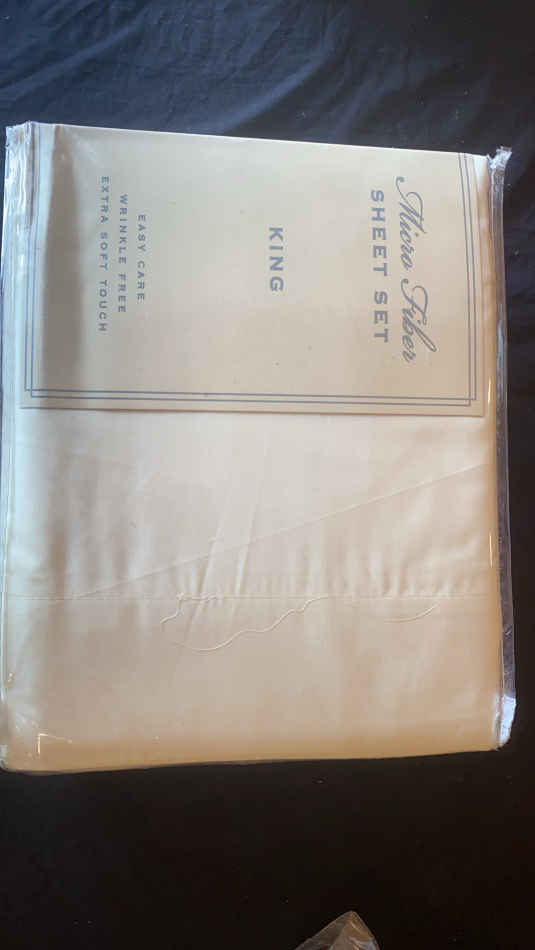 Micro Fiber
SHEET SET
KING
EASY CARE
WRINKLE FREE
EXTRA SOFT TOUCH